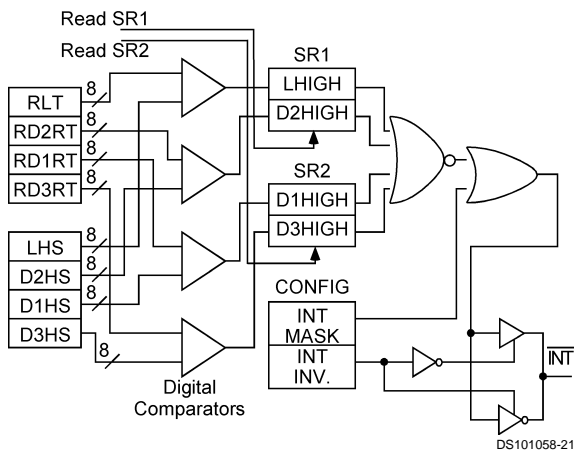 Read SR1
Read SR2
SR1
LHIGH
D2HIGH
8
RLT
8
RD2RT
8
RD1RT
8
RD3RT
SR2
D1HIGH
D3HIGH
8
LHS
8
D2HS
8
D1HS
D3HS
8
CONFIG
INT
MASK
INT
INV.
INT
Digital
Comparators
DS101058-21